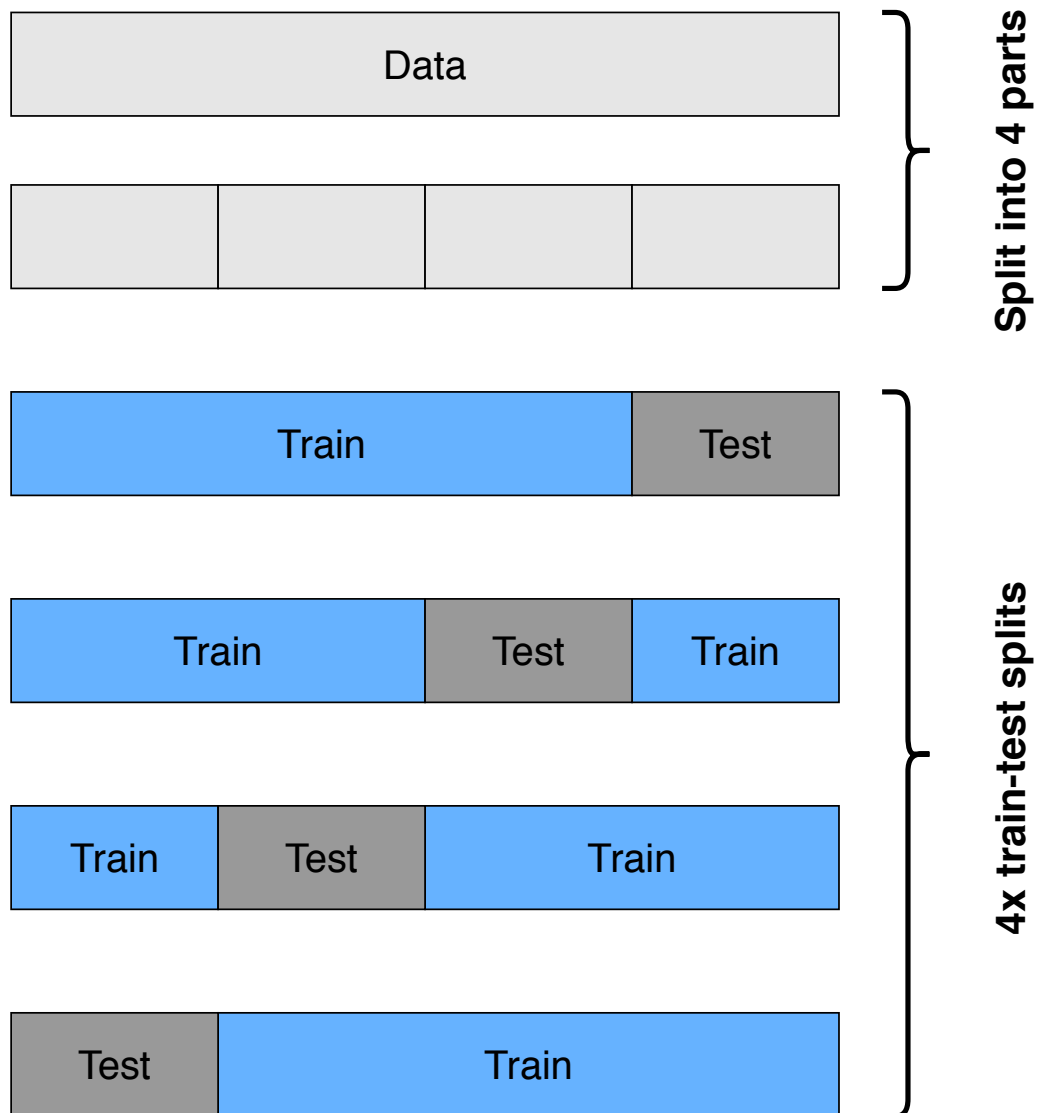 Data
Split into 4 parts
Train Test
Train Test Train
Train Test Train
Test Train
4x train-test splits